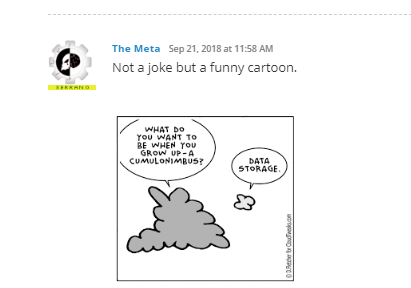 The Meta Sep 21, 2018 at 11:58 AM
Not a joke but a funny cartoon.
SERRANO
WHAT DO
YOU WANT TO
BE WHEN YOU
GROW UP-A
CUMULONIMBUS?
DATA
STORAGE.
© D.Fletcher for CloudTweaks.com